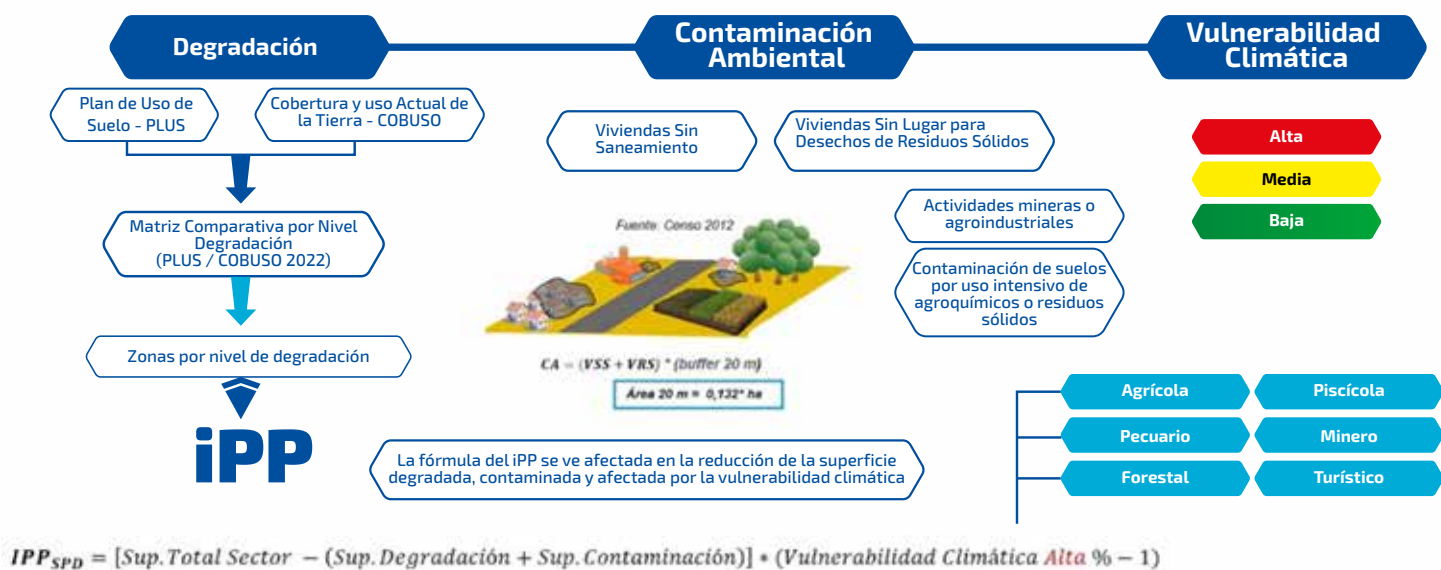 Degradación
Contaminación
Ambiental
Vulnerabilidad
Climática
Plan de Uso de
Suelo - PLUS
Cobertura y uso Actual de
la Tierra - COBUSO
Matriz Comparativa por Nivel
Degradación
(PLUS / COBUSO 2022)
Zonas por nivel de degradación
iPP
Viviendas Sin
Saneamiento
Viviendas Sin Lugar para
Desechos de Residuos Sólidos
Actividades mineras o
agroindustriales
Contaminación de suelos
por uso intensivo de
agroquímicos o residuos
sólidos
Fuente: Censo 2012
CA = (VSS + VRS) * (buffer 20 m)
Área 20 m = 0,132* ha
Alta
Media
Baja
La fórmula del iPP se ve afectada en la reducción de la superficie
degradada, contaminada y afectada por la vulnerabilidad climática
Agrícola
Piscícola
Pecuario
Minero
Forestal
Turístico
IPP_SPD = [Sup. Total Sector − (Sup. Degradación + Sup. Contaminación)] * (Vulnerabilidad Climática Alta % − 1)